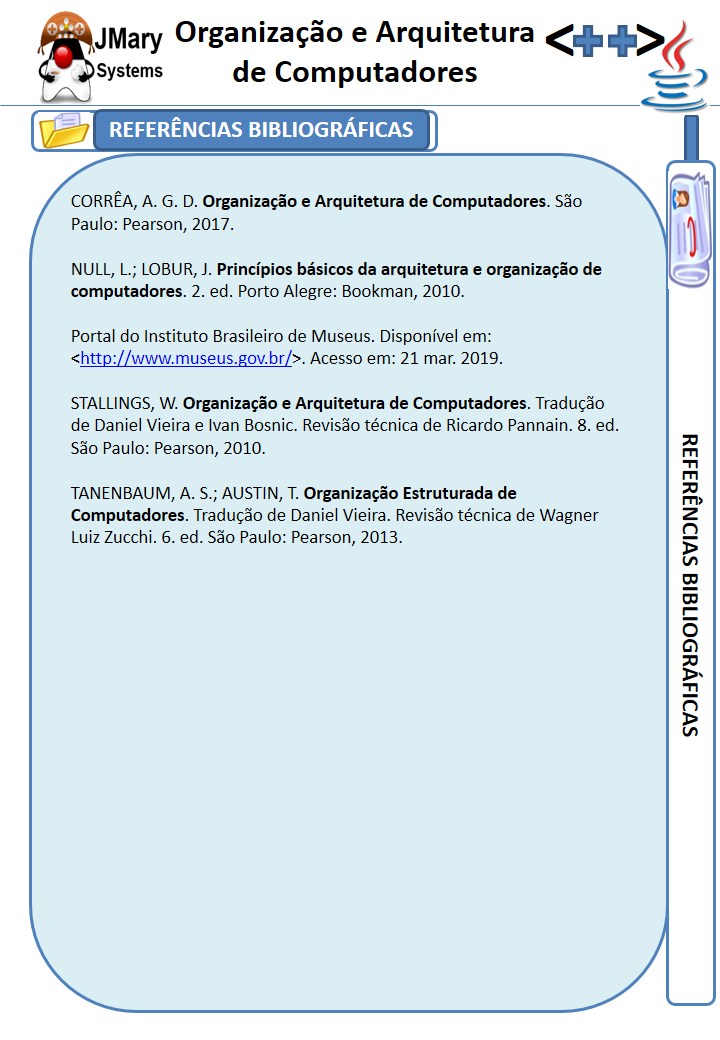 JMary
Systems
Organização e Arquitetura
de Computadores
<++>
REFERÊNCIAS BIBLIOGRÁFICAS
CORRÊA, A. G. D. Organização e Arquitetura de Computadores. São
Paulo: Pearson, 2017.
NULL, L.; LOBUR, J. Princípios básicos da arquitetura e organização de
computadores. 2. ed. Porto Alegre: Bookman, 2010.
Portal do Instituto Brasileiro de Museus. Disponível em:
<http://www.museus.gov.br/>. Acesso em: 21 mar. 2019.
STALLINGS, W. Organização e Arquitetura de Computadores. Tradução
de Daniel Vieira e Ivan Bosnic. Revisão técnica de Ricardo Pannain. 8. ed.
São Paulo: Pearson, 2010.
TANENBAUM, A. S.; AUSTIN, T. Organização Estruturada de
Computadores. Tradução de Daniel Vieira. Revisão técnica de Wagner
Luiz Zucchi. 6. ed. São Paulo: Pearson, 2013.
REFERÊNCIAS BIBLIOGRÁFICAS